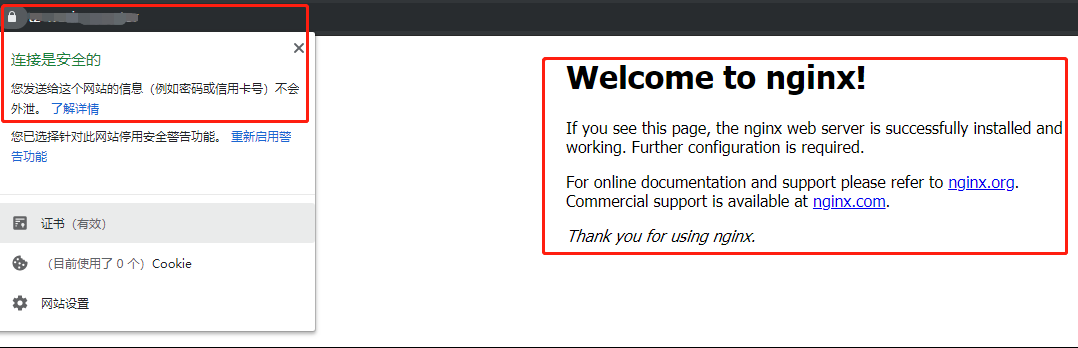 连接是安全的
您发送给这个网站的信息（例如密码或信用卡号）不会
外泄。 了解详情
您已选择针对此网站停用安全警告功能。 重新启用警
告功能
证书（有效）
（目前使用了 0 个）Cookie
网站设置
Welcome to nginx!
If you see this page, the nginx web server is successfully installed and
working. Further configuration is required.
For online documentation and support please refer to nginx.org.
Commercial support is available at nginx.com.
Thank you for using nginx.